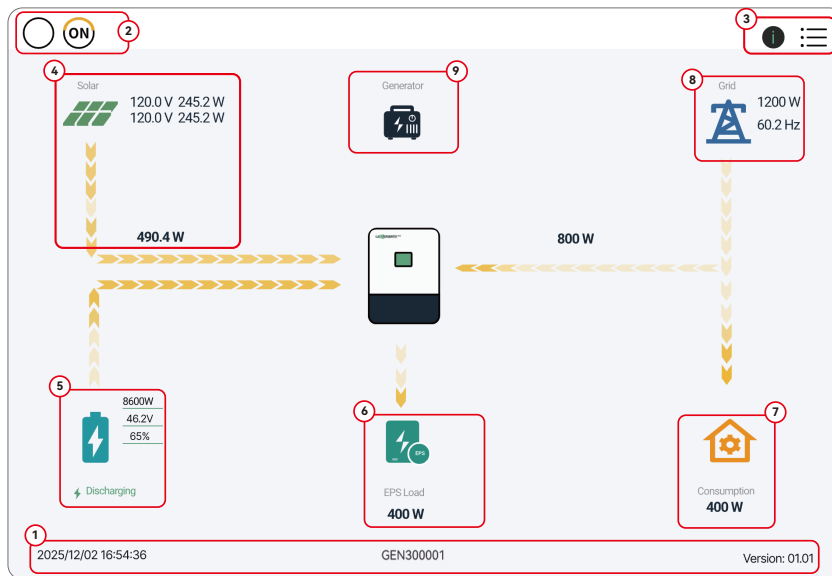 ON
2
3
i
4
Solar
120.0 V 245.2 W
120.0 V 245.2 W
490.4 W
9
Generator
8
Grid
1200 W
60.2 Hz
800 W
5
8600W
46.2V
65%
Discharging
6
EPS
EPS Load
400 W
7
Consumption
400 W
1
2025/12/02 16:54:36
GEN300001
Version: 01.01